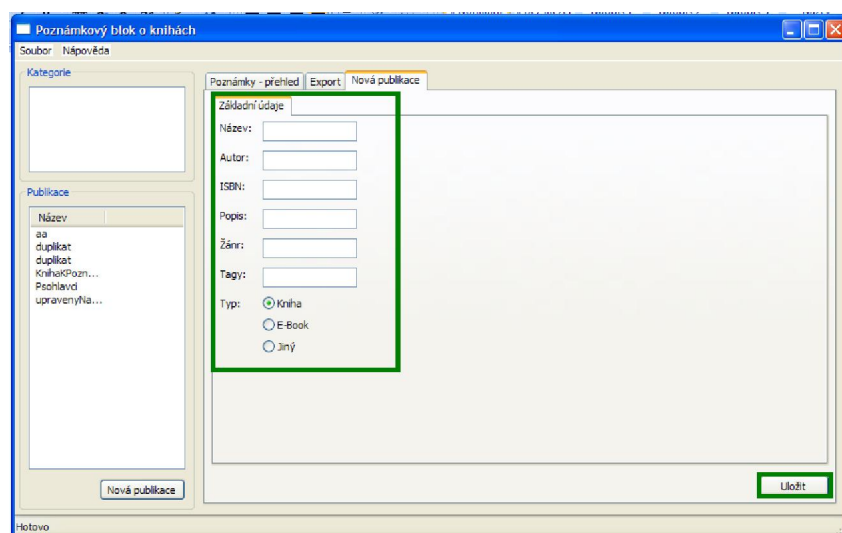 Poznámkový blok o knihách
Soubor Nápověda
Kategorie
Publikace
Název
aa
duplikat
duplikat
KnihaKPozn...
Psohlavci
upravenyNa...
Nová publikace
Poznámky - přehled Export Nová publikace
Základní údaje
Název:
Autor:
ISBN:
Popis:
Žánr:
Tagy:
Typ: Kniha
E-Book
Jiný
Uložit
Hotovo